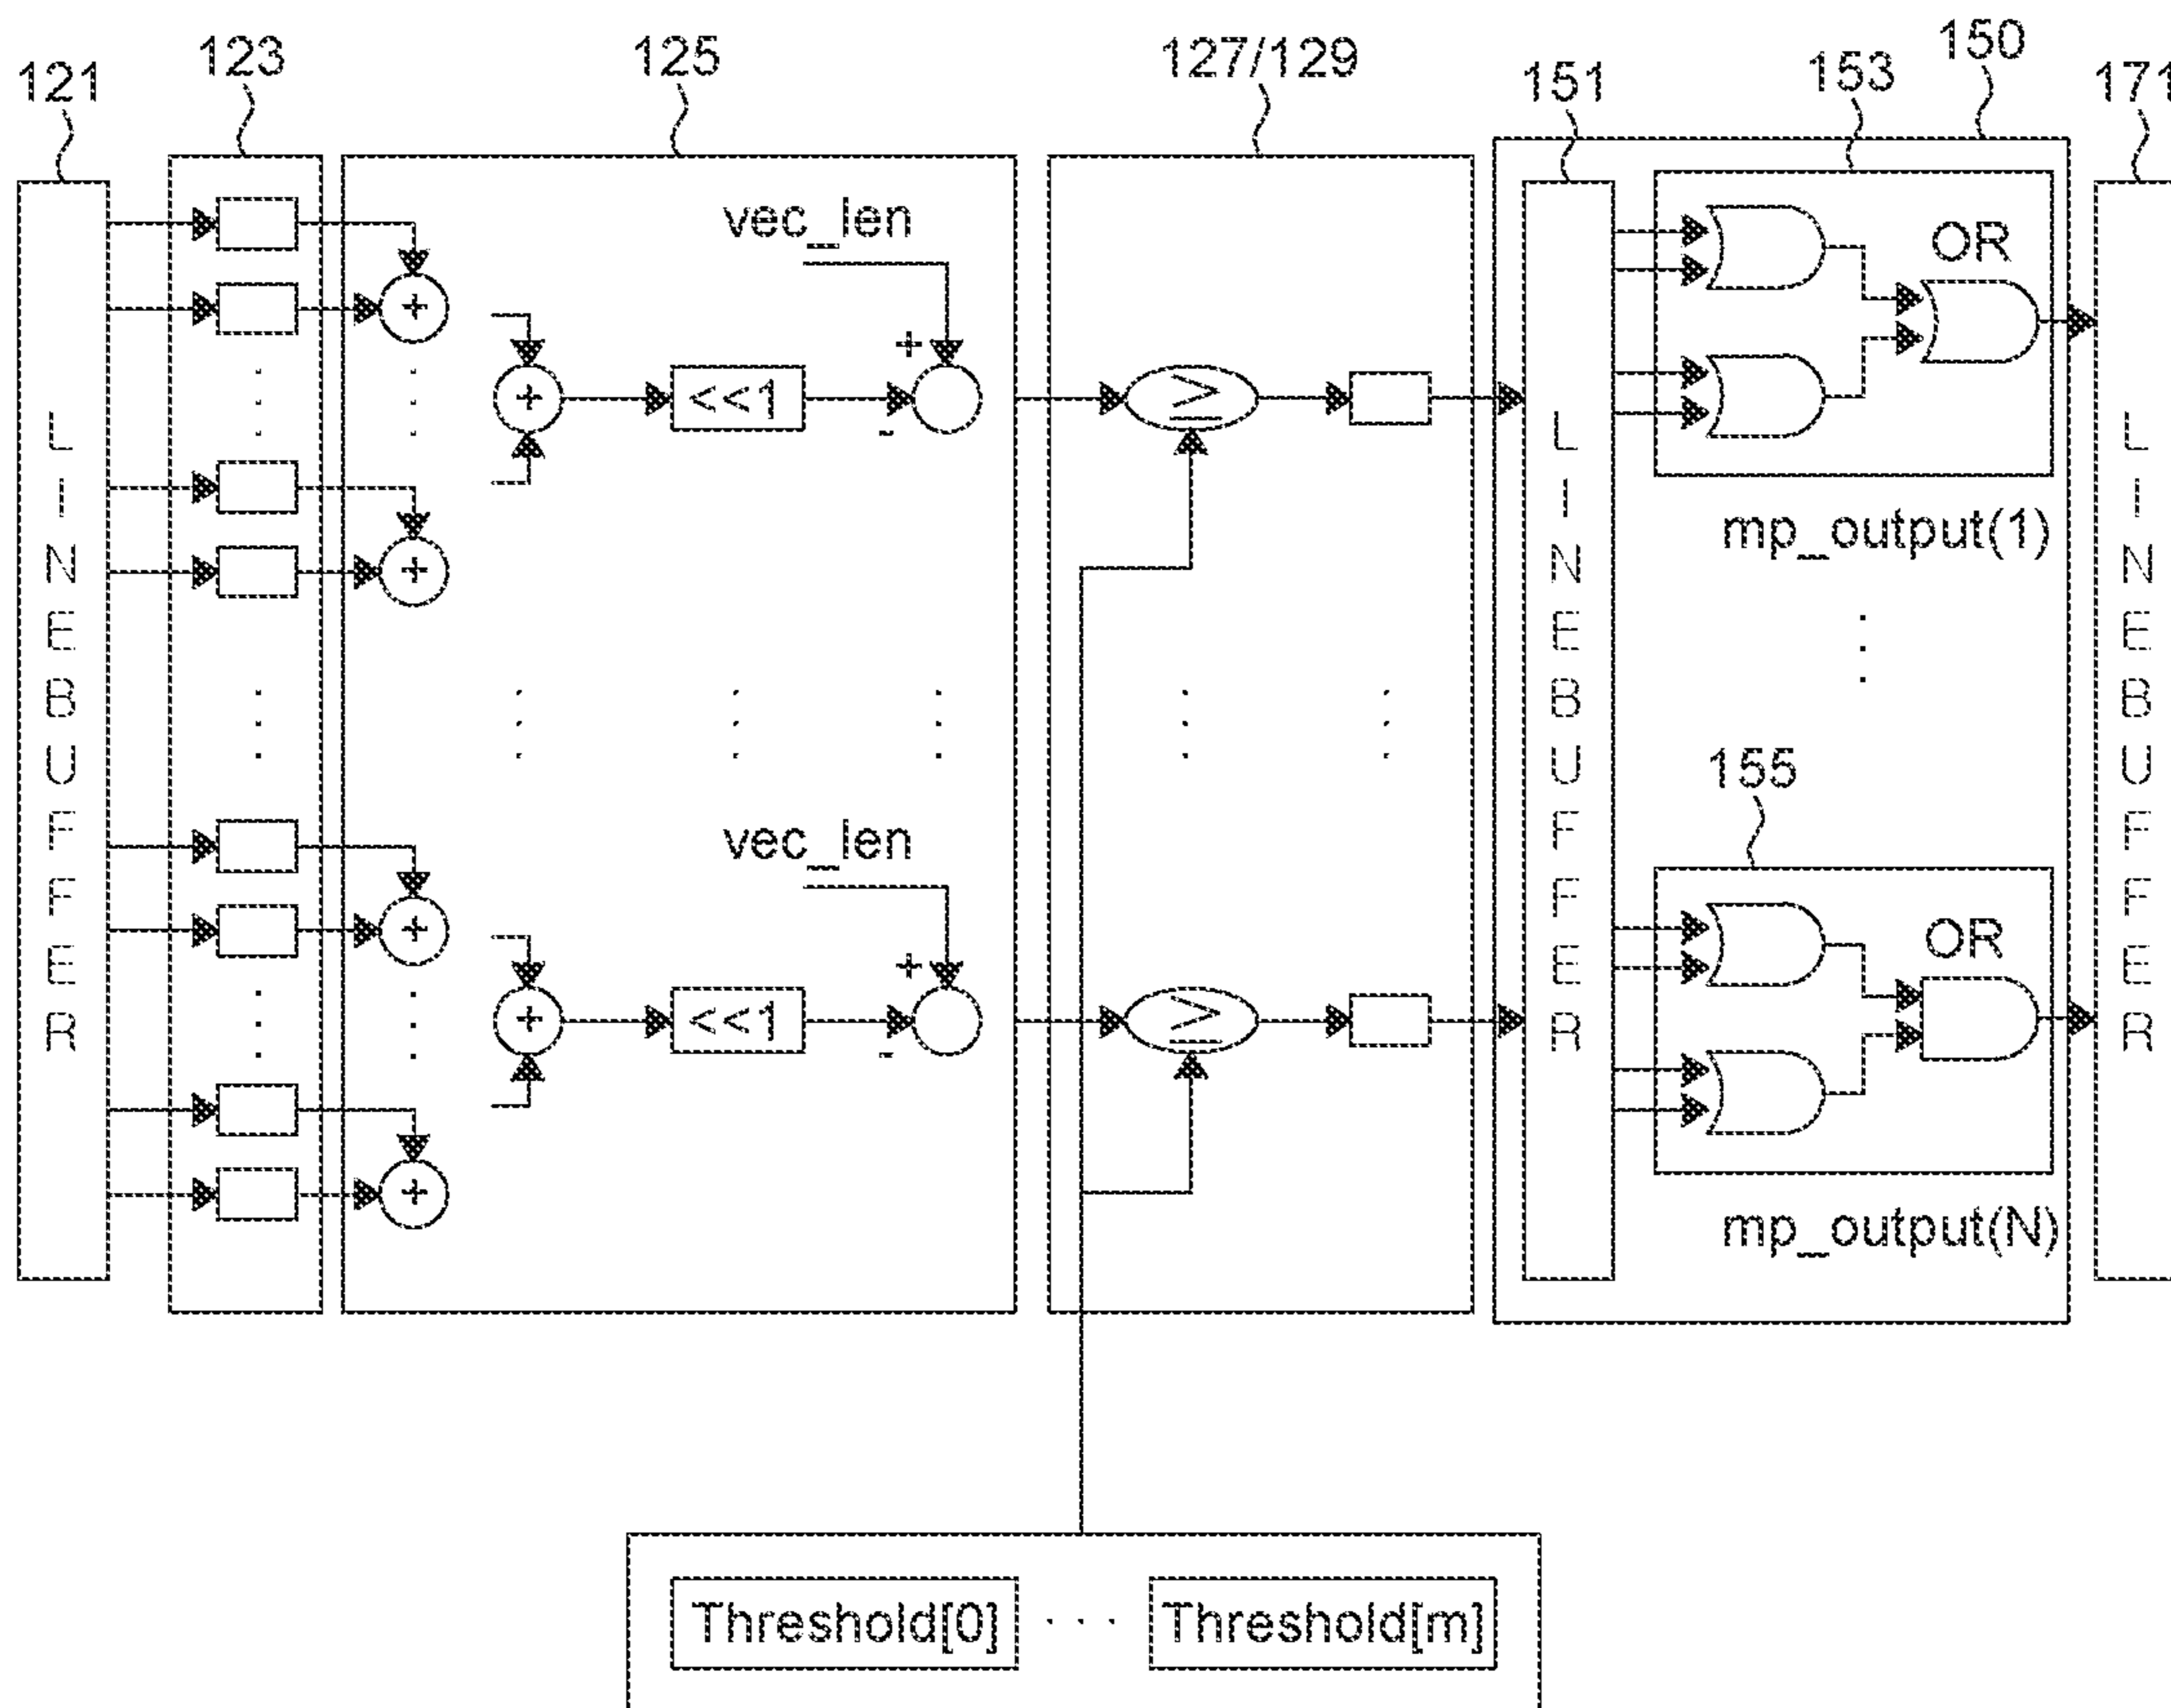 121
123
125
127/129
151
153
150
171
vec_len
+
+
+
-
+
<<1
≥
+
LINEBUFFER
LINEBUFFER
LINEBUFFER
OR
mp_output(1)
155
vec_len
+
+
+
-
+
<<1
≥
+
OR
mp_output(N)
Threshold[0] · · · Threshold[m]